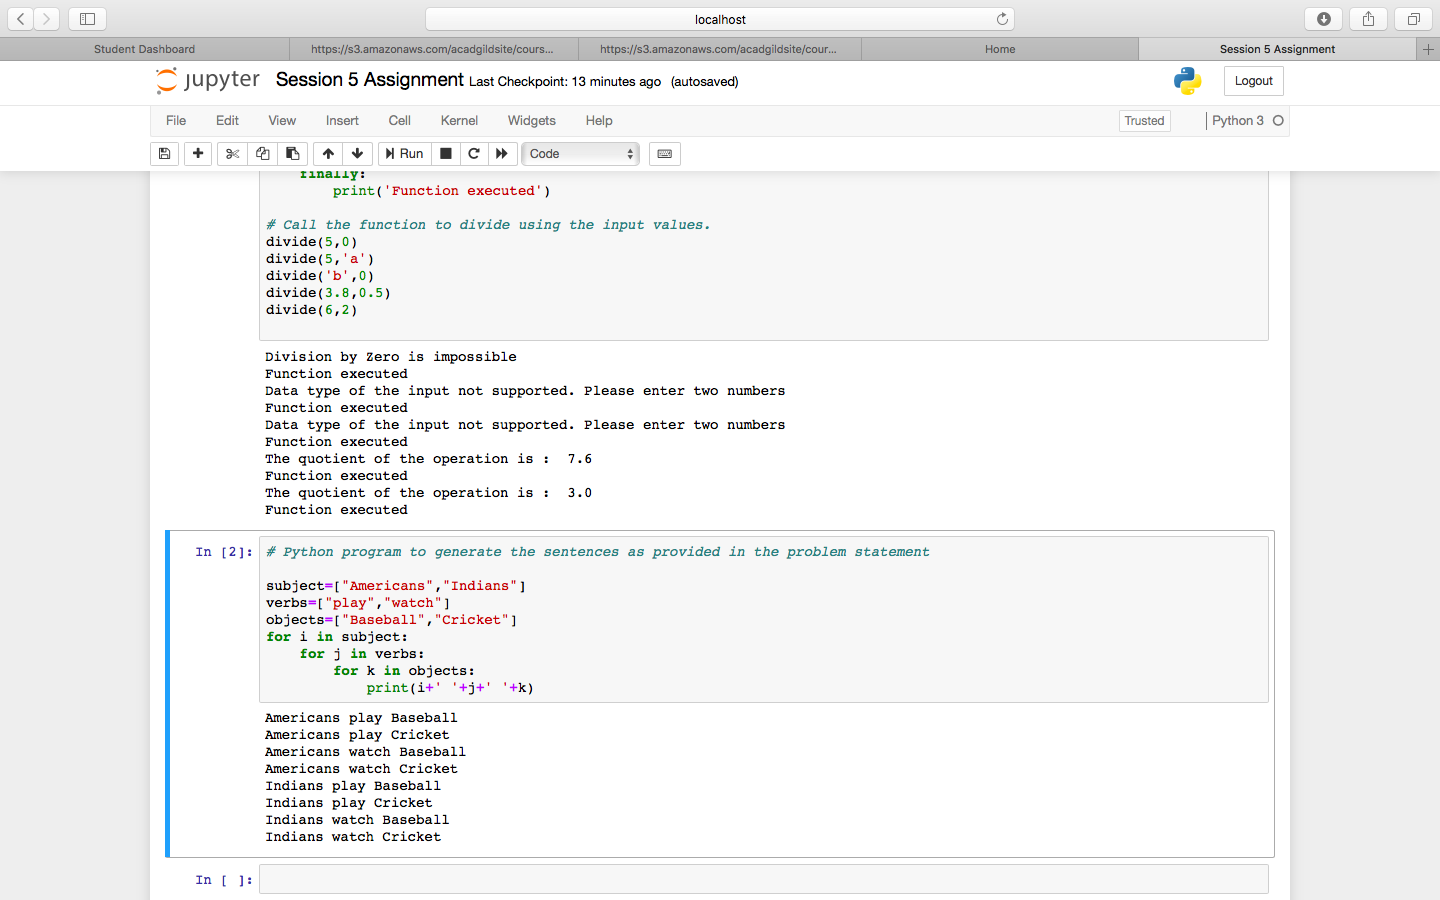 localhost
Student Dashboard
https://s3.amazonaws.com/acadgildsite/cours...
https://s3.amazonaws.com/acadgildsite/cour...
Home
Session 5 Assignment
jupyter Session 5 Assignment Last Checkpoint: 13 minutes ago (autosaved)
Logout
File Edit View Insert Cell Kernel Widgets Help
Trusted
Python 3
Run
Code
finally:
print('Function executed')
# Call the function to divide using the input values.
divide(5,0)
divide(5,'a')
divide('b',0)
divide(3.8,0.5)
divide(6,2)
Division by Zero is impossible
Function executed
Data type of the input not supported. Please enter two numbers
Function executed
Data type of the input not supported. Please enter two numbers
Function executed
The quotient of the operation is :  7.6
Function executed
The quotient of the operation is :  3.0
Function executed
In [2]:
# Python program to generate the sentences as provided in the problem statement
subject=["Americans","Indians"]
verbs=["play","watch"]
objects=["Baseball","Cricket"]
for i in subject:
for j in verbs:
for k in objects:
print(i+' '+j+' '+k)
Americans play Baseball
Americans play Cricket
Americans watch Baseball
Americans watch Cricket
Indians play Baseball
Indians play Cricket
Indians watch Baseball
Indians watch Cricket
In [ ]: